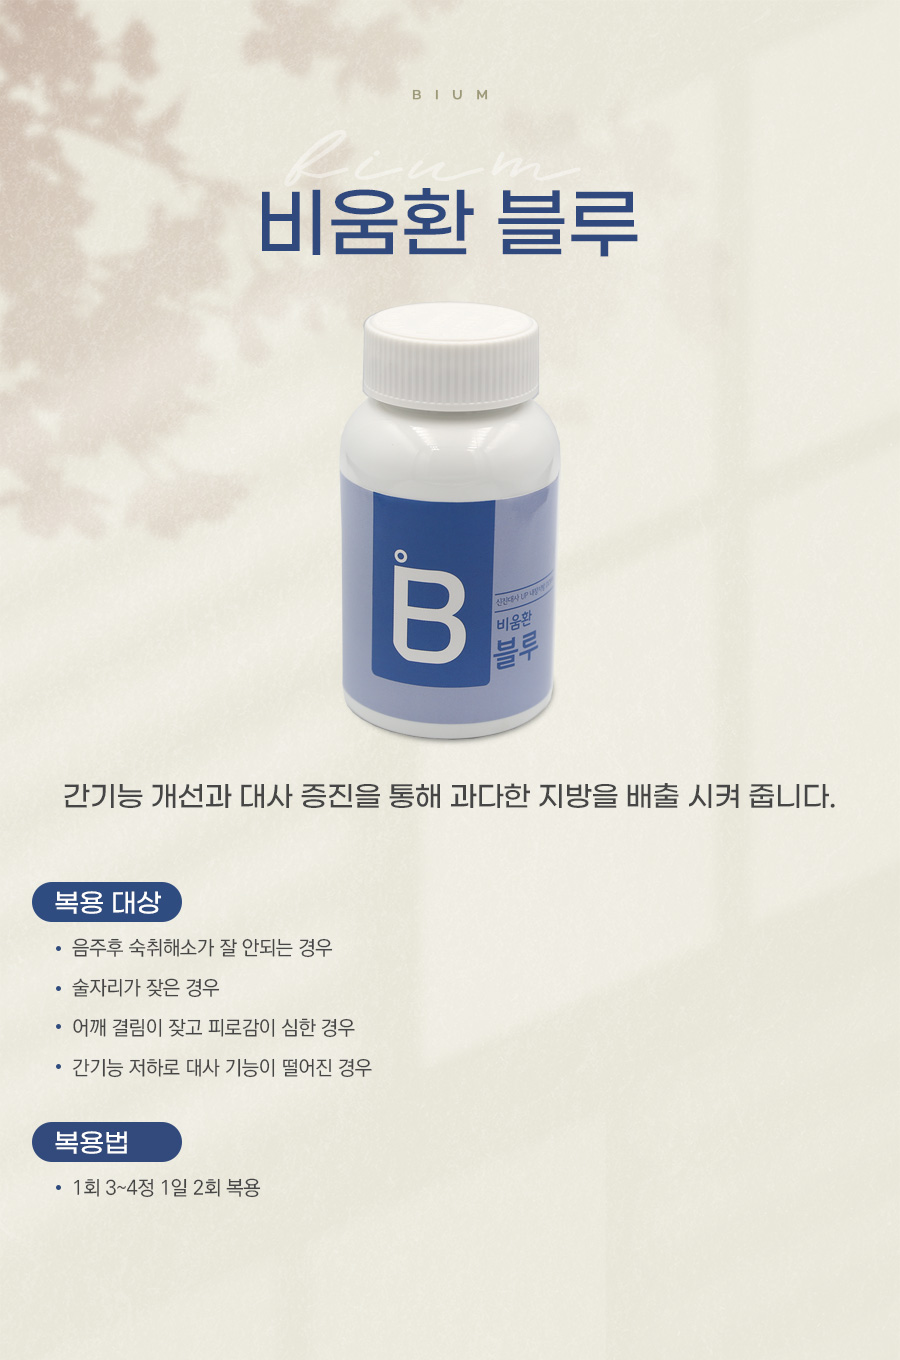 BIUM
bium
비움환 블루
B
신진대사 UP
비움환
블루
간기능 개선과 대사 증진을 통해 과다한 지방을 배출 시켜 줍니다.
복용 대상
• 음주후 숙취해소가 잘 안되는 경우
• 술자리가 잦은 경우
• 어깨 결림이 잦고 피로감이 심한 경우
• 간기능 저하로 대사 기능이 떨어진 경우
복용법
• 1회 3~4정 1일 2회 복용